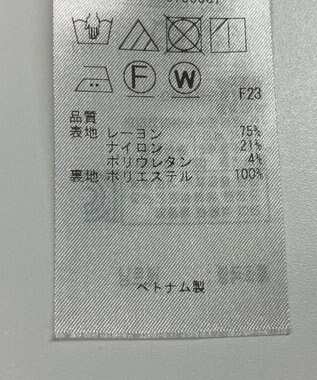 F23
品質
表地 レーヨン 75%
ナイロン 21%
ポリウレタン 4%
裏地 ポリエステル 100%
ベトナム製